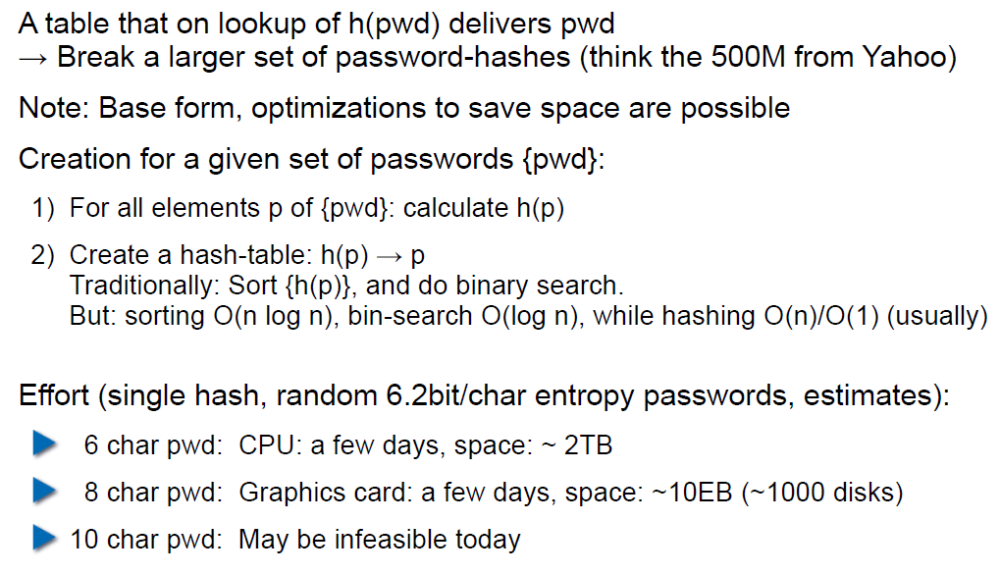 A table that on lookup of h(pwd) delivers pwd
→ Break a larger set of password-hashes (think the 500M from Yahoo)
Note: Base form, optimizations to save space are possible
Creation for a given set of passwords {pwd}:
1) For all elements p of {pwd}: calculate h(p)
2) Create a hash-table: h(p) → p
Traditionally: Sort {h(p)}, and do binary search.
But: sorting O(n log n), bin-search O(log n), while hashing O(n)/O(1) (usually)
Effort (single hash, random 6.2bit/char entropy passwords, estimates):
6 char pwd: CPU: a few days, space: ~ 2TB
8 char pwd: Graphics card: a few days, space: ~10EB (~1000 disks)
10 char pwd: May be infeasible today